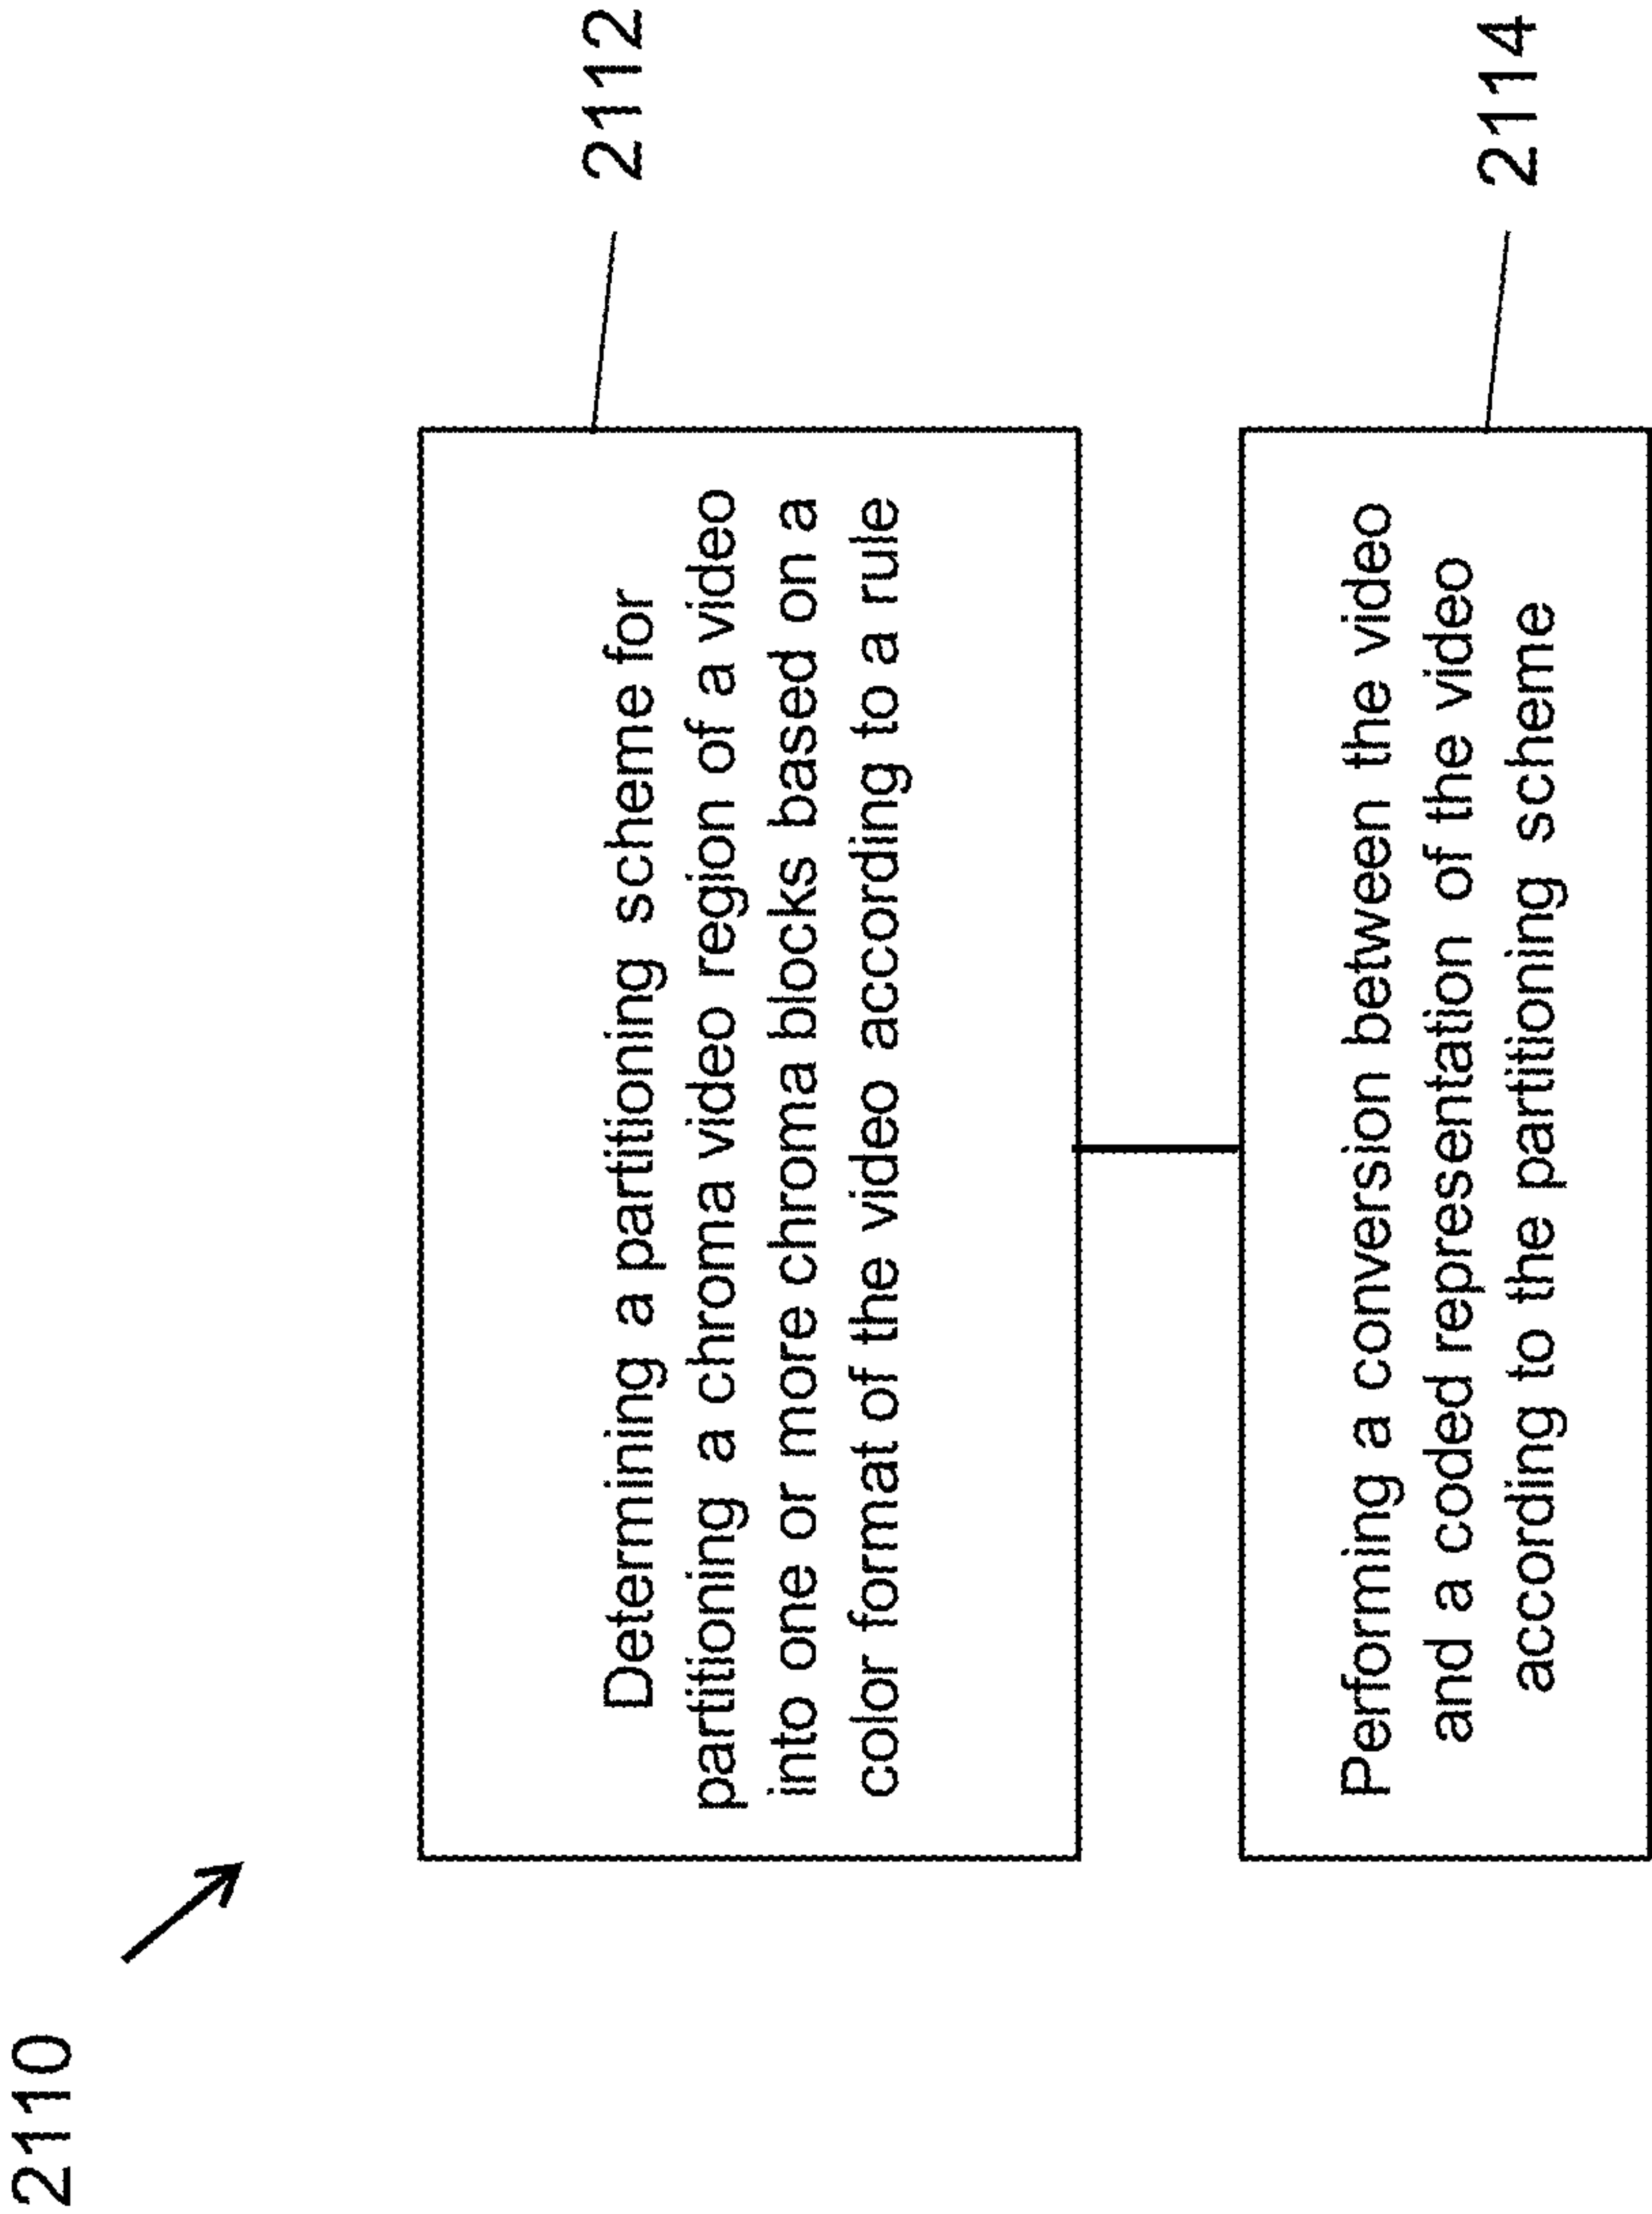 2110
Determining a partitioning scheme for
partitioning a chroma video region of a video
into one or more chroma blocks based on a
color format of the video according to a rule
2112
Performing a conversion between the video
and a coded representation of the video
according to the partitioning scheme
2114